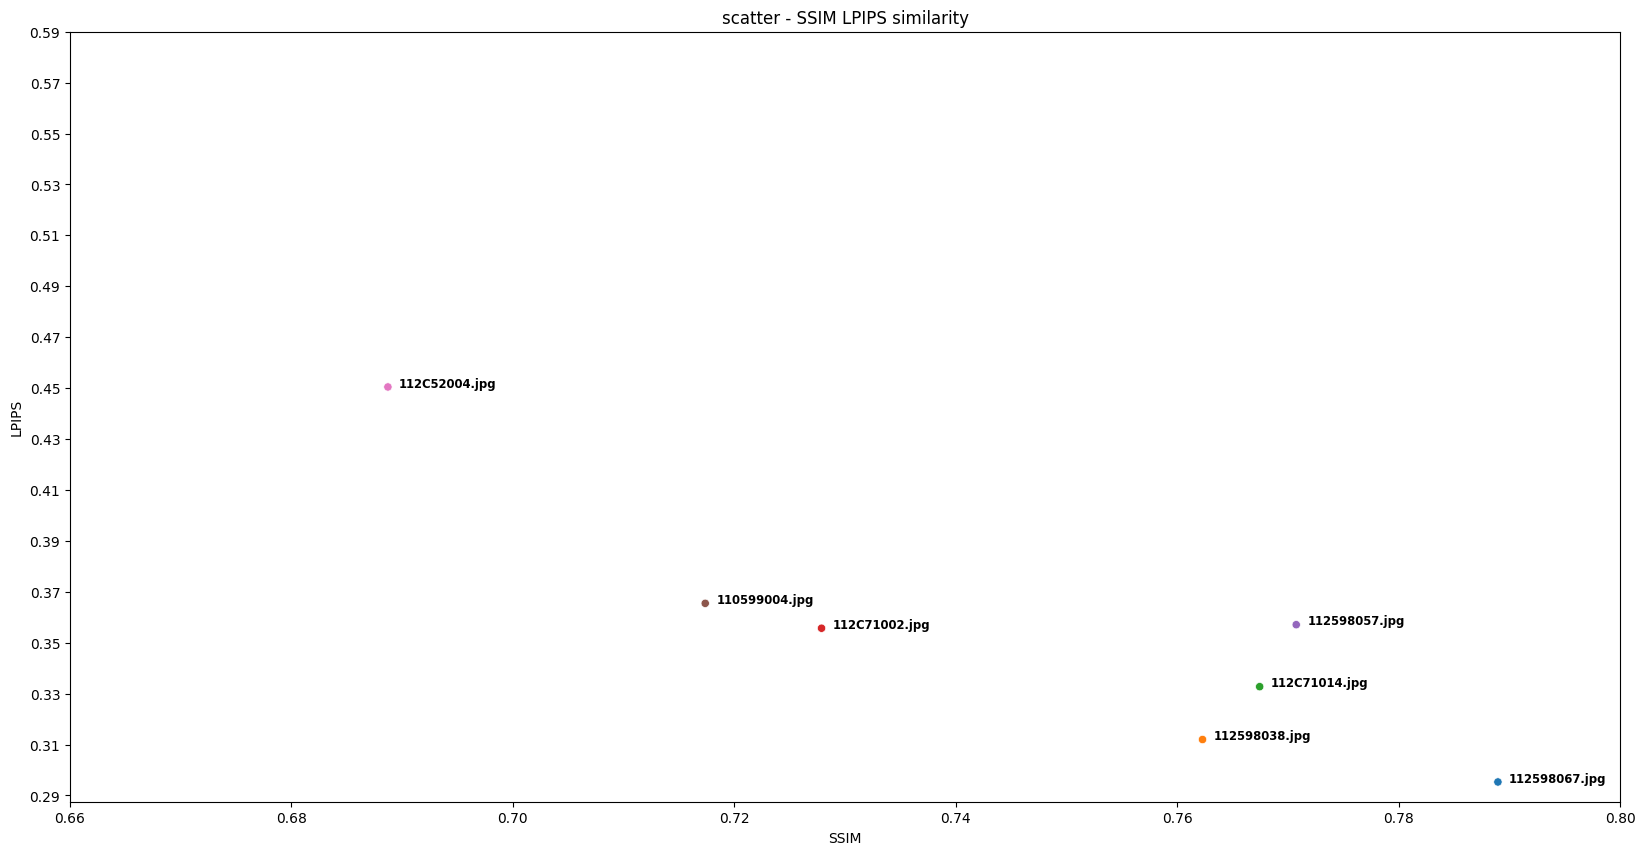 scatter - SSIM LPIPS similarity
0.59
0.57
0.55
0.53
0.51
0.49
0.47
0.45
0.43
0.41
0.39
0.37
0.35
0.33
0.31
0.29
LPIPS
112C52004.jpg
110599004.jpg
112C71002.jpg
112598057.jpg
112C71014.jpg
112598038.jpg
112598067.jpg
0.66 0.68 0.70 0.72 0.74 0.76 0.78 0.80
SSIM